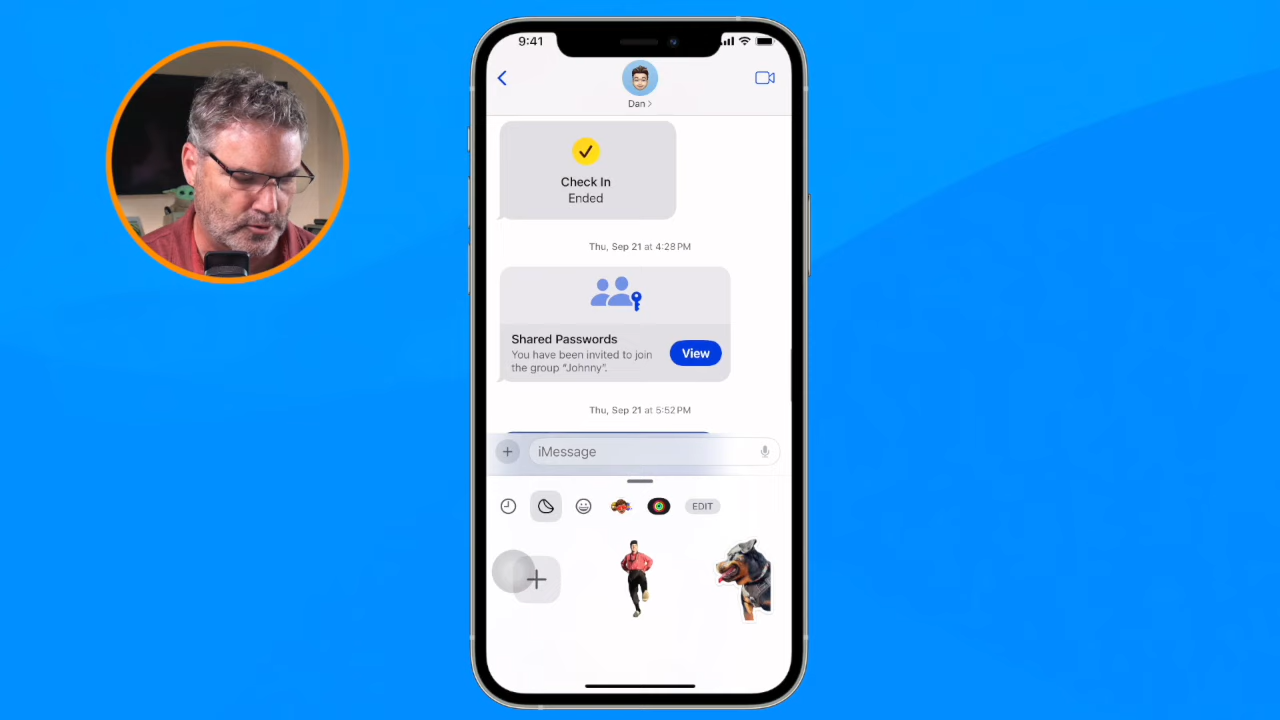 9:41
Dan >
Check In
Ended
Thu, Sep 21 at 4:28 PM
Shared Passwords
You have been invited to join
the group “Johnny”.
View
Thu, Sep 21 at 5:52 PM
iMessage
EDIT